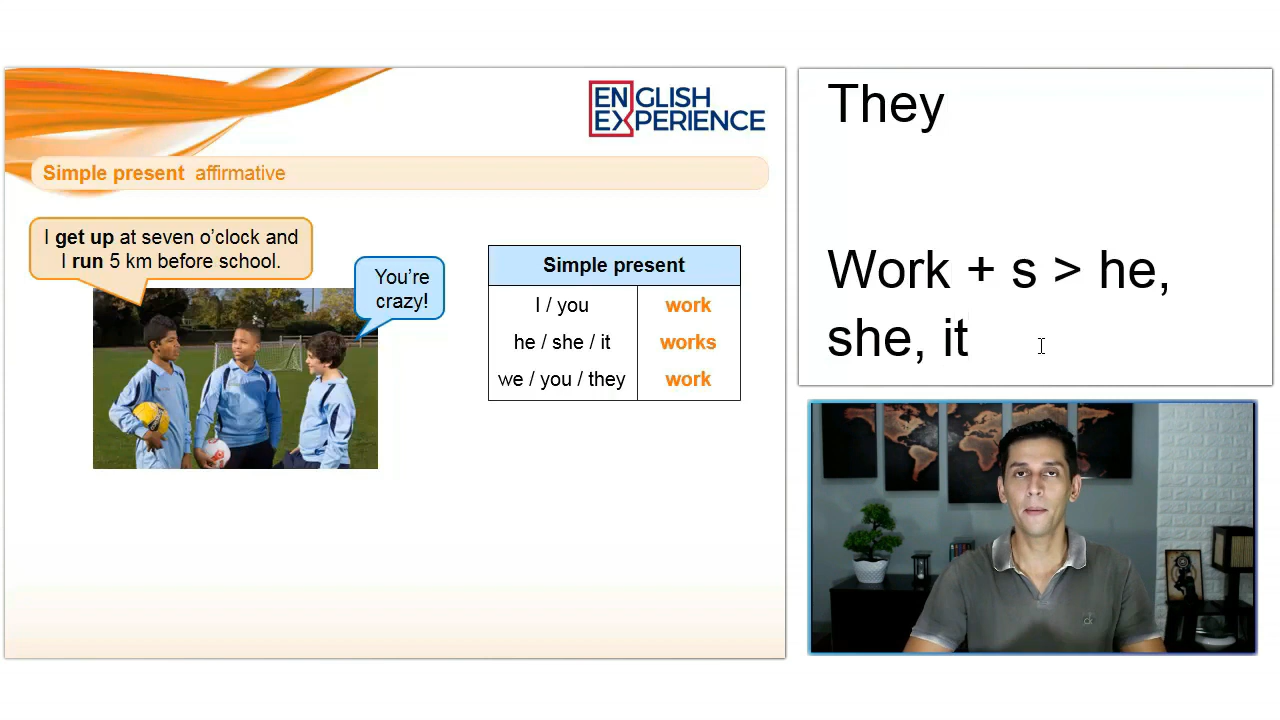 ENGLISH
EXPERIENCE
Simple present affirmative
I get up at seven o’clock and
I run 5 km before school.
You’re
crazy!
Simple present
I / you work
he / she / it works
we / you / they work
They
Work + s > he,
she, it